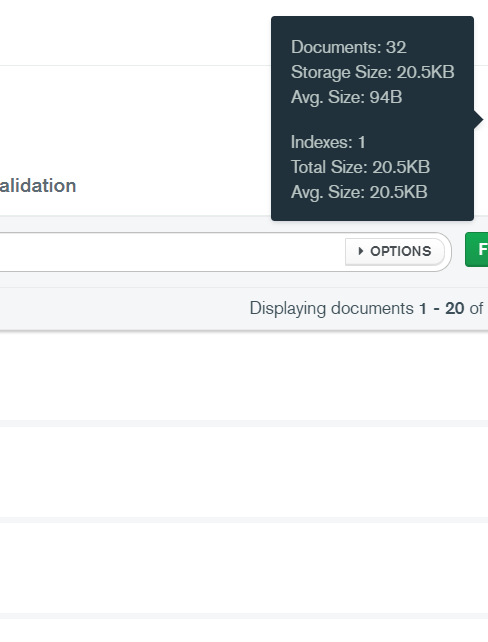 Documents: 32
Storage Size: 20.5KB
Avg. Size: 94B
Indexes: 1
Total Size: 20.5KB
Avg. Size: 20.5KB
alidation
OPTIONS
F
Displaying documents 1 - 20 of